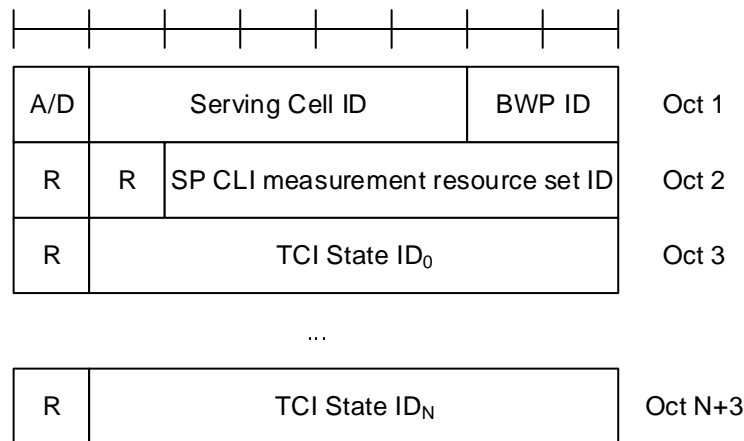 A/D Serving Cell ID BWP ID Oct 1
R R SP CLI measurement resource set ID Oct 2
R TCI State ID0 Oct 3
...
R TCI State IDN Oct N+3